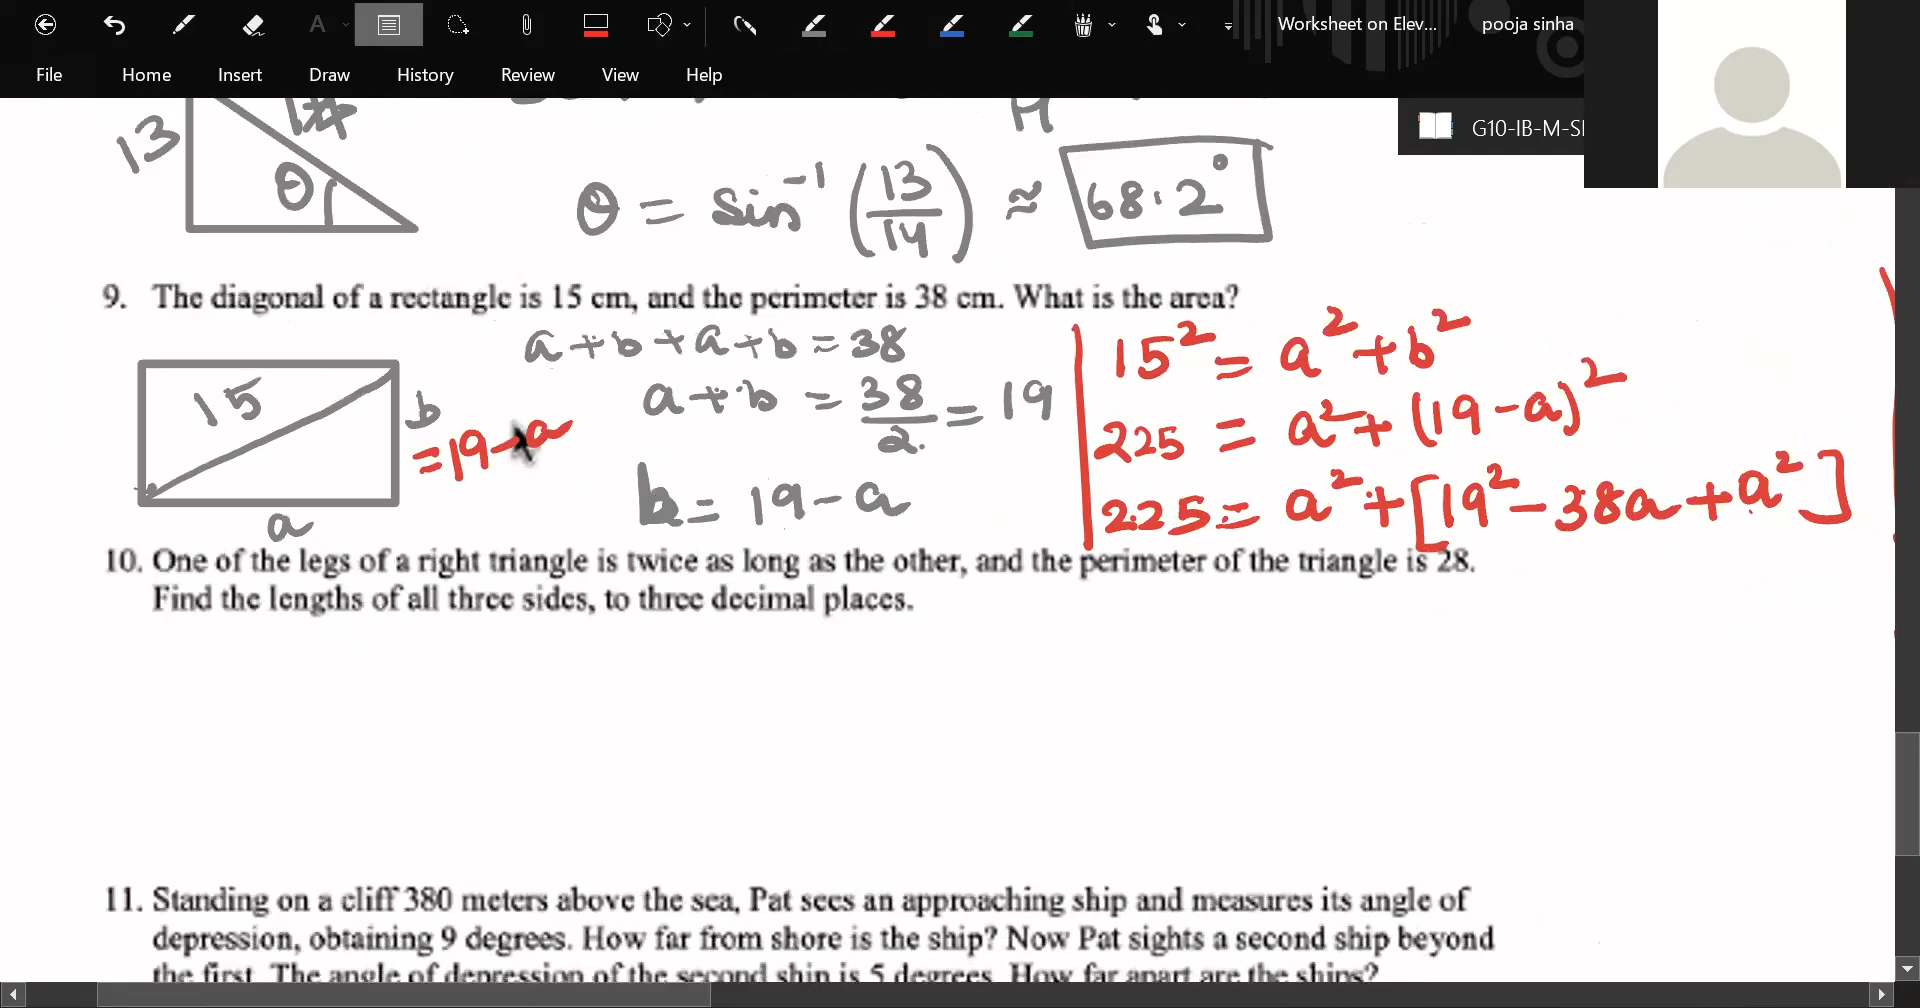 Worksheet on Elev... pooja sinha
File Home Insert Draw History Review View Help
G10-IB-M-SI
13 14
θ
H
θ = sin⁻¹ (13/14) ≈ 68.2°
9. The diagonal of a rectangle is 15 cm, and the perimeter is 38 cm. What is the area?
15
b
= 19 - a
a
a + b + a + b = 38
a + b = 38/2 = 19
b = 19 - a
15² = a² + b²
225 = a² + (19 - a)²
225 = a² + [19² - 38a + a²]
10. One of the legs of a right triangle is twice as long as the other, and the perimeter of the triangle is 28.
Find the lengths of all three sides, to three decimal places.
11. Standing on a cliff 380 meters above the sea, Pat sees an approaching ship and measures its angle of
depression, obtaining 9 degrees. How far from shore is the ship? Now Pat sights a second ship beyond
the first. The angle of depression of the second ship is 5 degrees. How far apart are the ships?